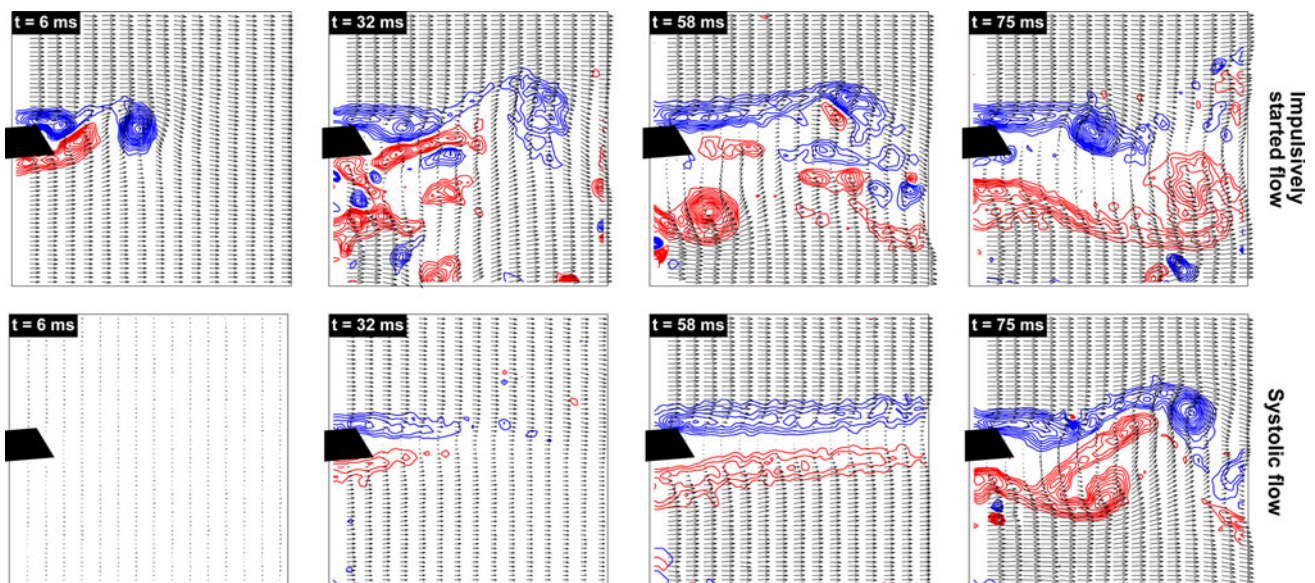 t = 6 ms
t = 32 ms
t = 58 ms
t = 75 ms
Impulsively
started flow
t = 6 ms
t = 32 ms
t = 58 ms
t = 75 ms
Systolic flow